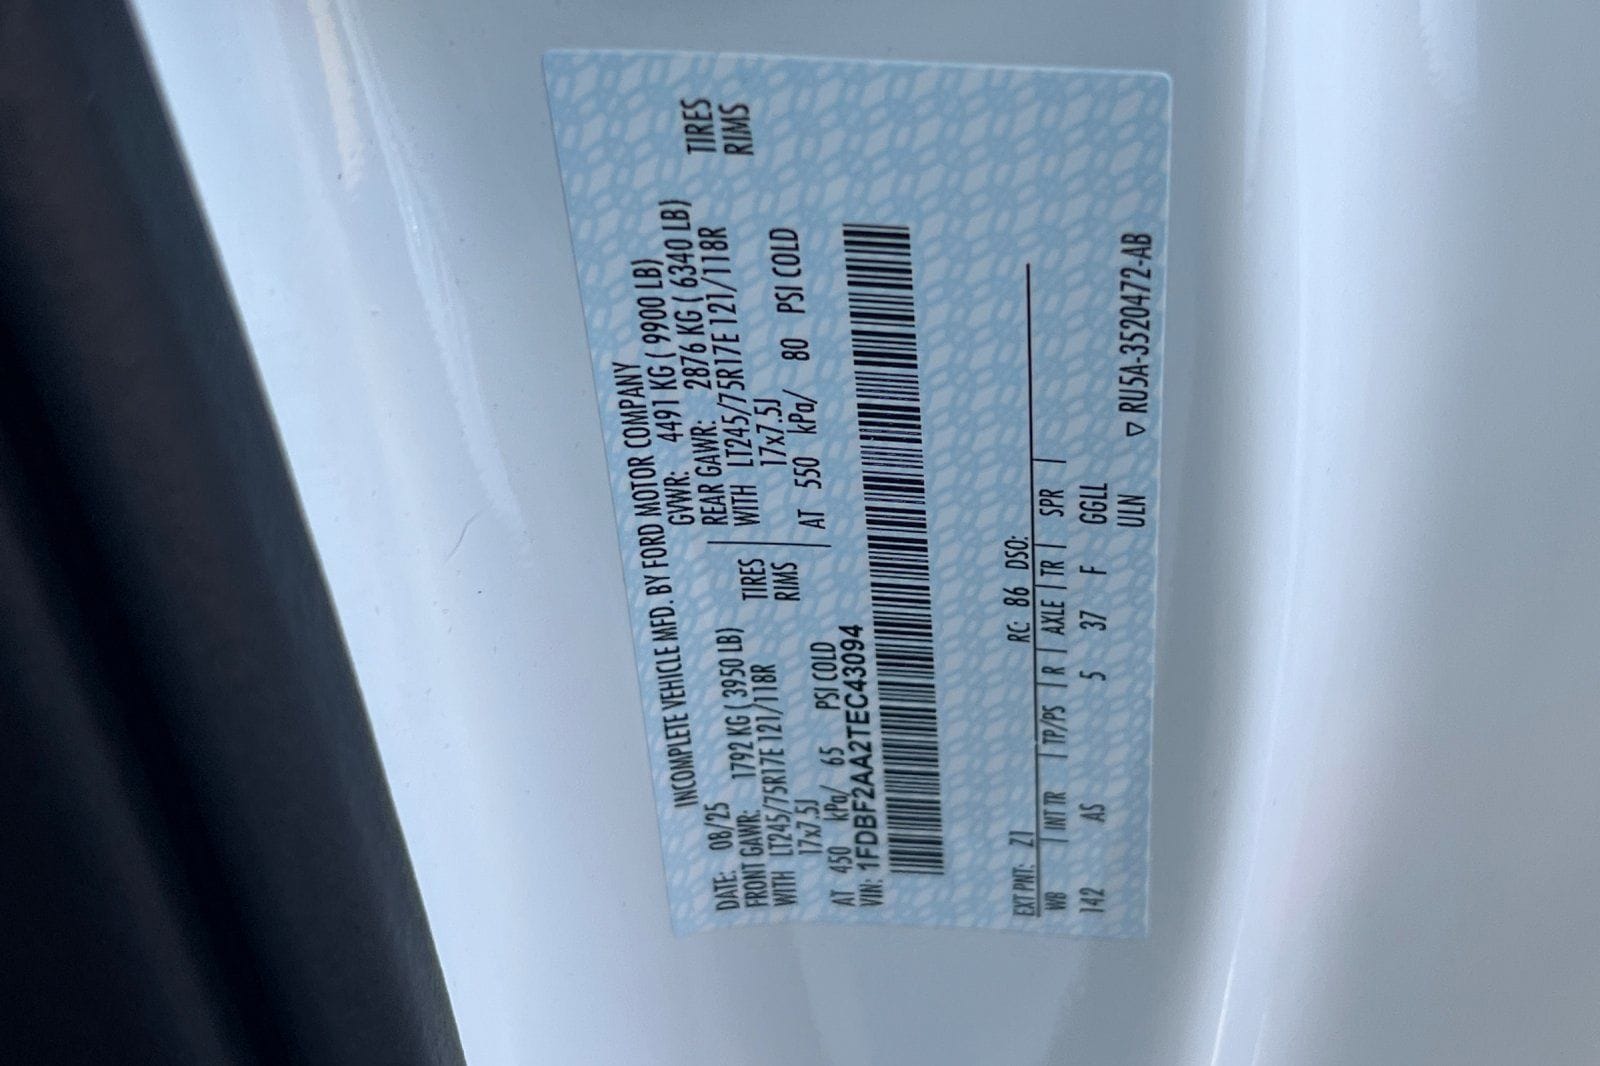 INCOMPLETE VEHICLE MFD. BY FORD MOTOR COMPANY
DATE: 08/25 GVWR: 4491 KG ( 9900 LB)
FRONT GAWR: 1792 KG ( 3950 LB) REAR GAWR: 2876 KG ( 6340 LB)
WITH LT245/75R17E 121/118R TIRES WITH LT245/75R17E 121/118R TIRES
17x7.5J RIMS 17x7.5J RIMS
AT 450 kPa/ 65 PSI COLD AT 550 kPa/ 80 PSI COLD
VIN: 1FDBF2AA2TEC43094
EXT PNT: Z1 RC: 86 DSO:
WB | INT TR | TP/PS | R | AXLE | TR | SPR |
142 AS 5 37 F GGLL
ULN ▽ RU5A-3520472-AB